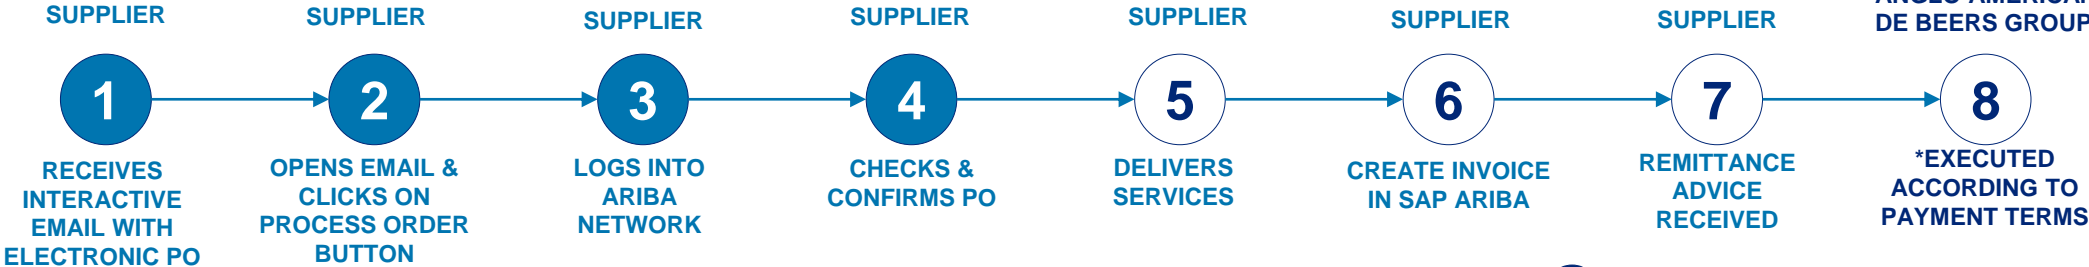 SUPPLIER
1
RECEIVES
INTERACTIVE
EMAIL WITH
ELECTRONIC PO
SUPPLIER
2
OPENS EMAIL &
CLICKS ON
PROCESS ORDER
BUTTON
SUPPLIER
3
LOGS INTO
ARIBA
NETWORK
SUPPLIER
4
CHECKS &
CONFIRMS PO
SUPPLIER
5
DELIVERS
SERVICES
SUPPLIER
6
CREATE INVOICE
IN SAP ARIBA
SUPPLIER
7
REMITTANCE
ADVICE
RECEIVED
DE BEERS GROUP
8
*EXECUTED
ACCORDING TO
PAYMENT TERMS